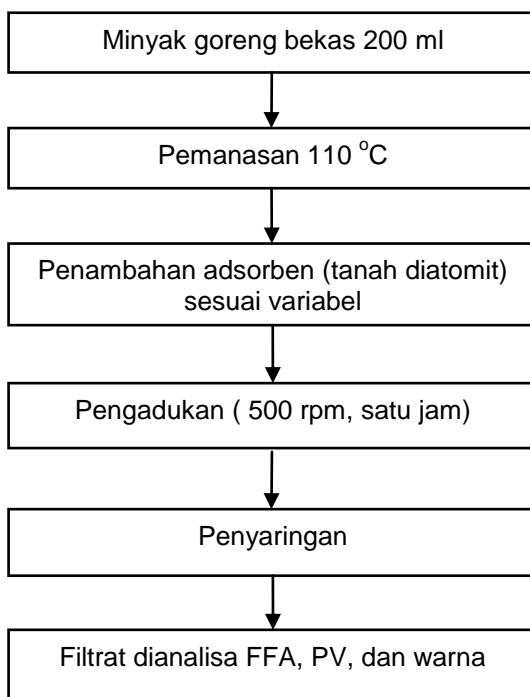 Minyak goreng bekas 200 ml
Pemanasan 110 °C
Penambahan adsorben (tanah diatomit)
sesuai variabel
Pengadukan ( 500 rpm, satu jam)
Penyaringan
Filtrat dianalisa FFA, PV, dan warna